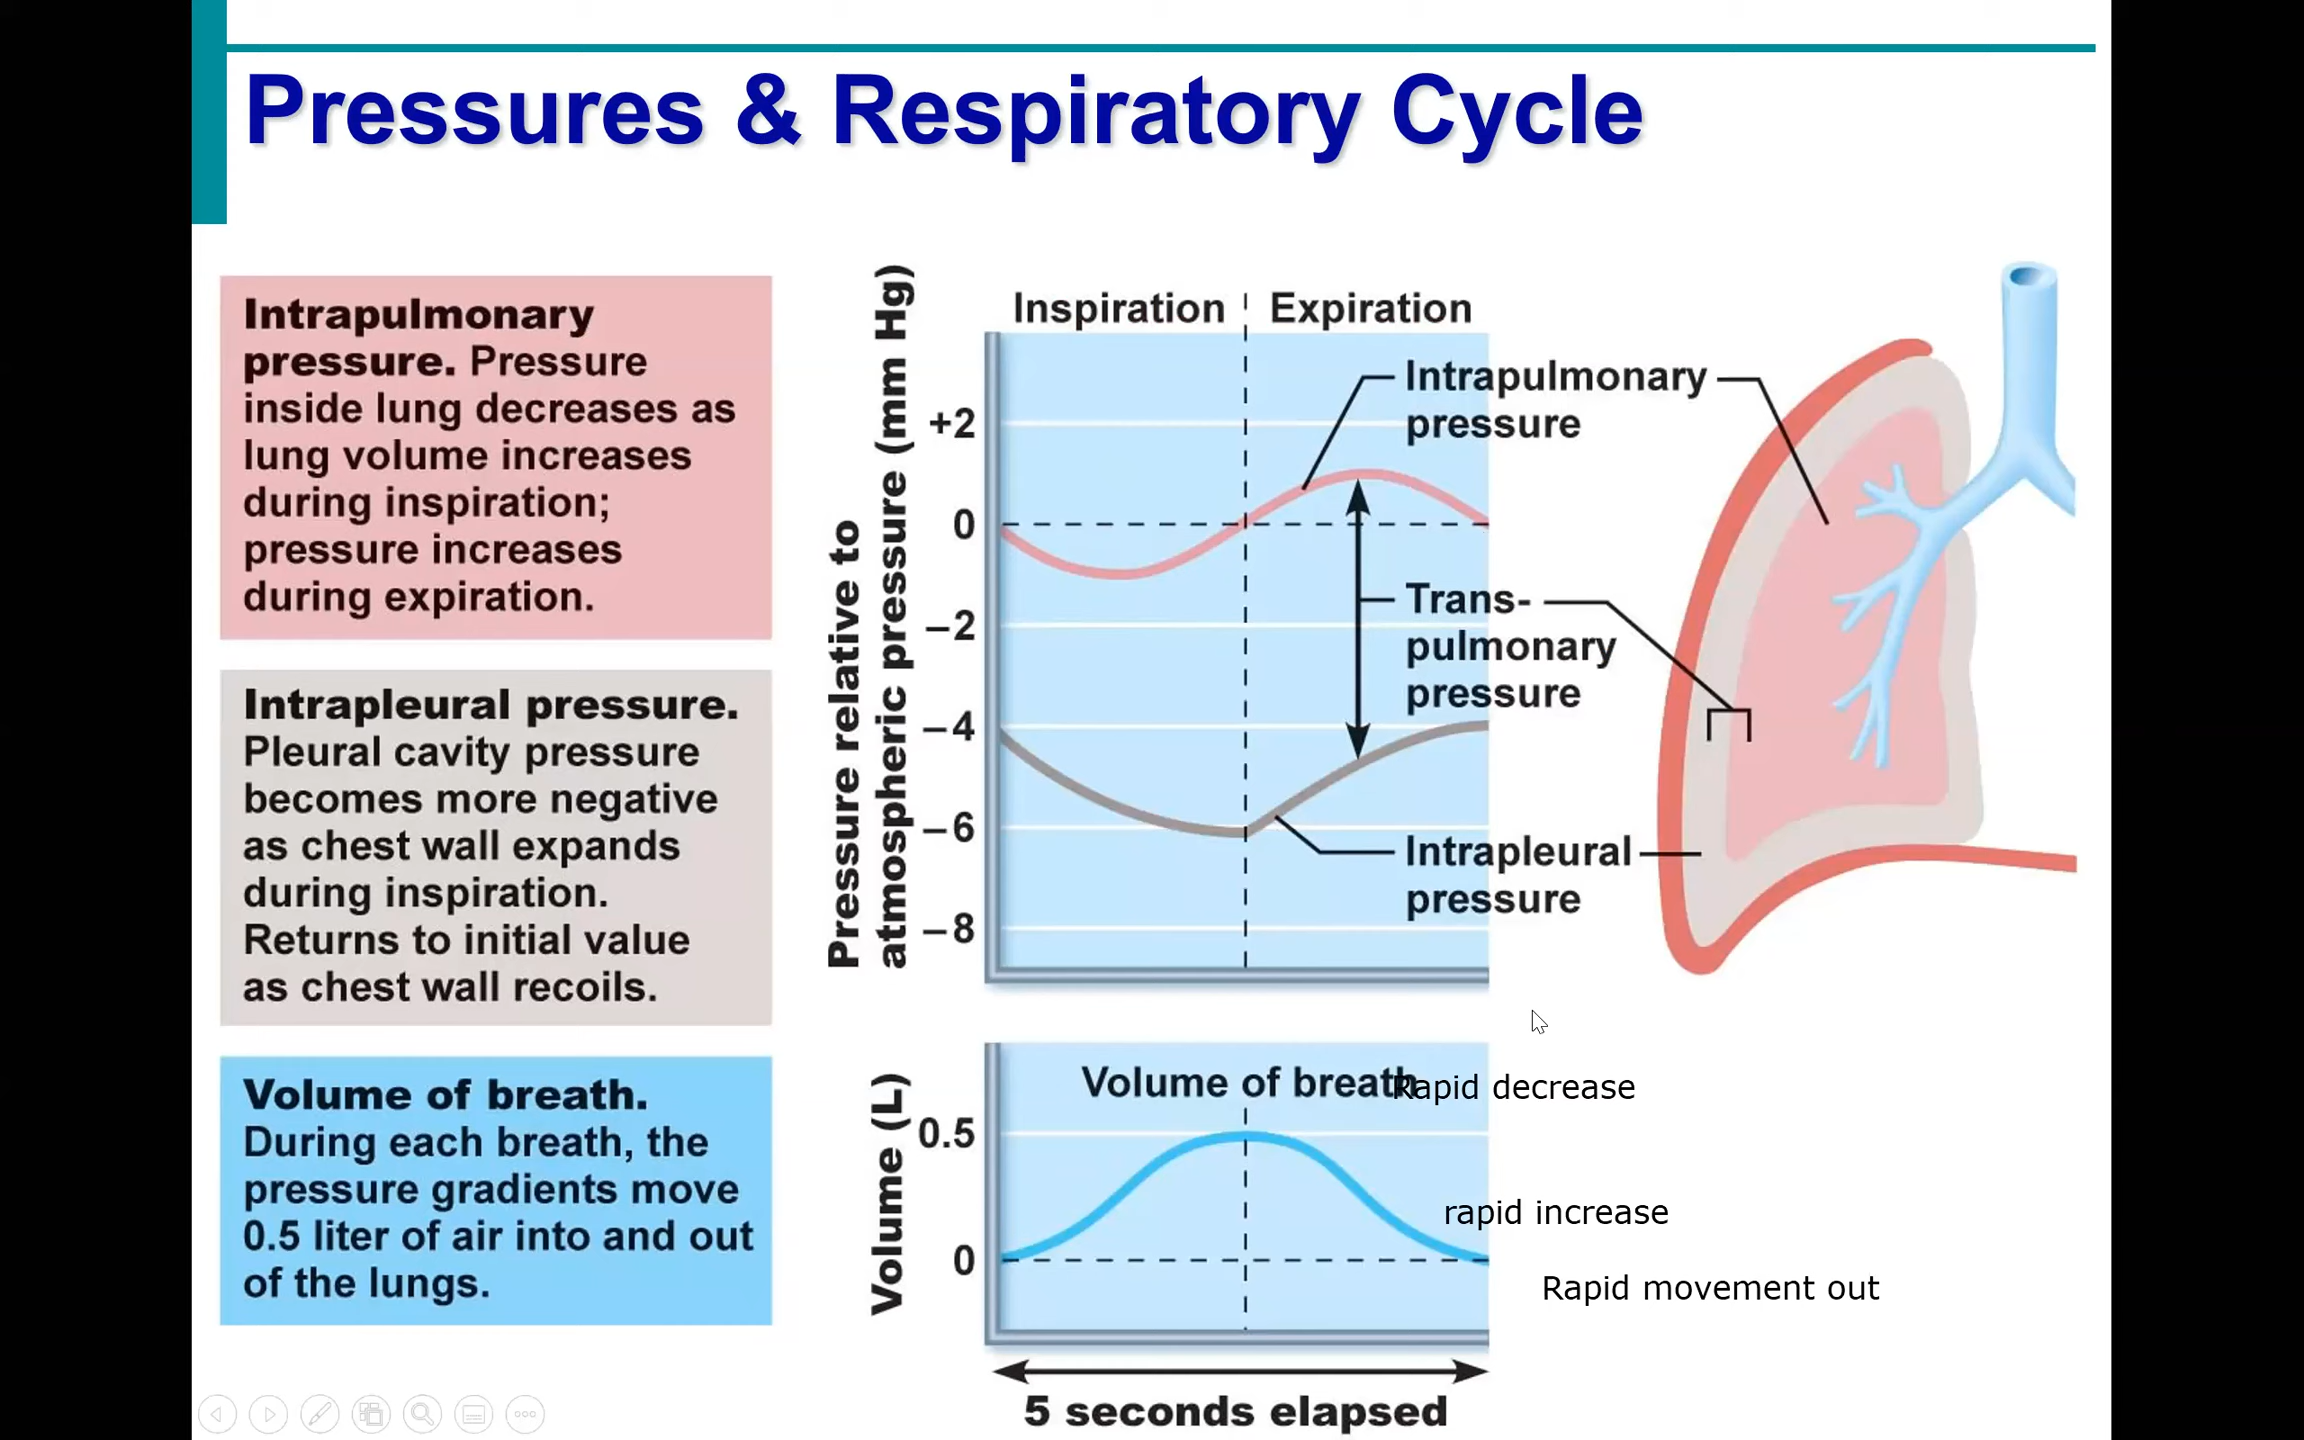 Pressures & Respiratory Cycle
Intrapulmonary
pressure. Pressure
inside lung decreases as
lung volume increases
during inspiration;
pressure increases
during expiration.
Intrapleural pressure.
Pleural cavity pressure
becomes more negative
as chest wall expands
during inspiration.
Returns to initial value
as chest wall recoils.
Volume of breath.
During each breath, the
pressure gradients move
0.5 liter of air into and out
of the lungs.
Pressure relative to
atmospheric pressure (mm Hg)
Inspiration
Expiration
+2
0
–2
–4
–6
–8
Intrapulmonary
pressure
Trans-
pulmonary
pressure
Intrapleural
pressure
Volume (L)
Volume of breath
0.5
0
5 seconds elapsed
Rapid decrease
rapid increase
Rapid movement out